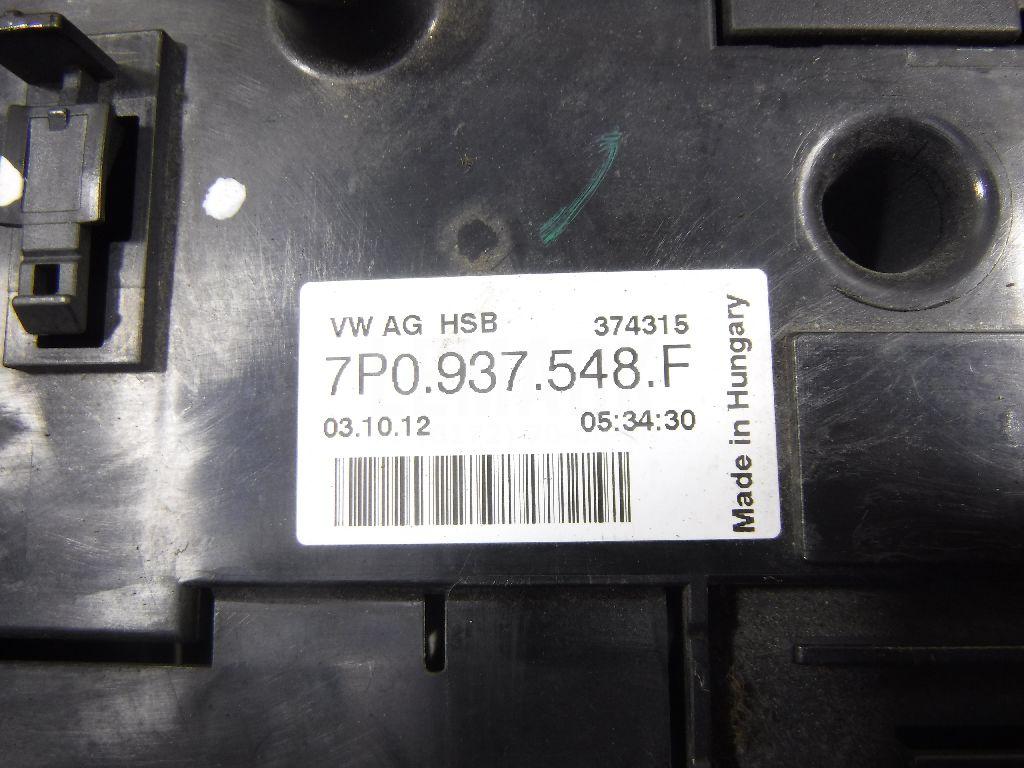 VW AG HSB 374315
7P0.937.548.F
03.10.12 05:34:30
Made in Hungary